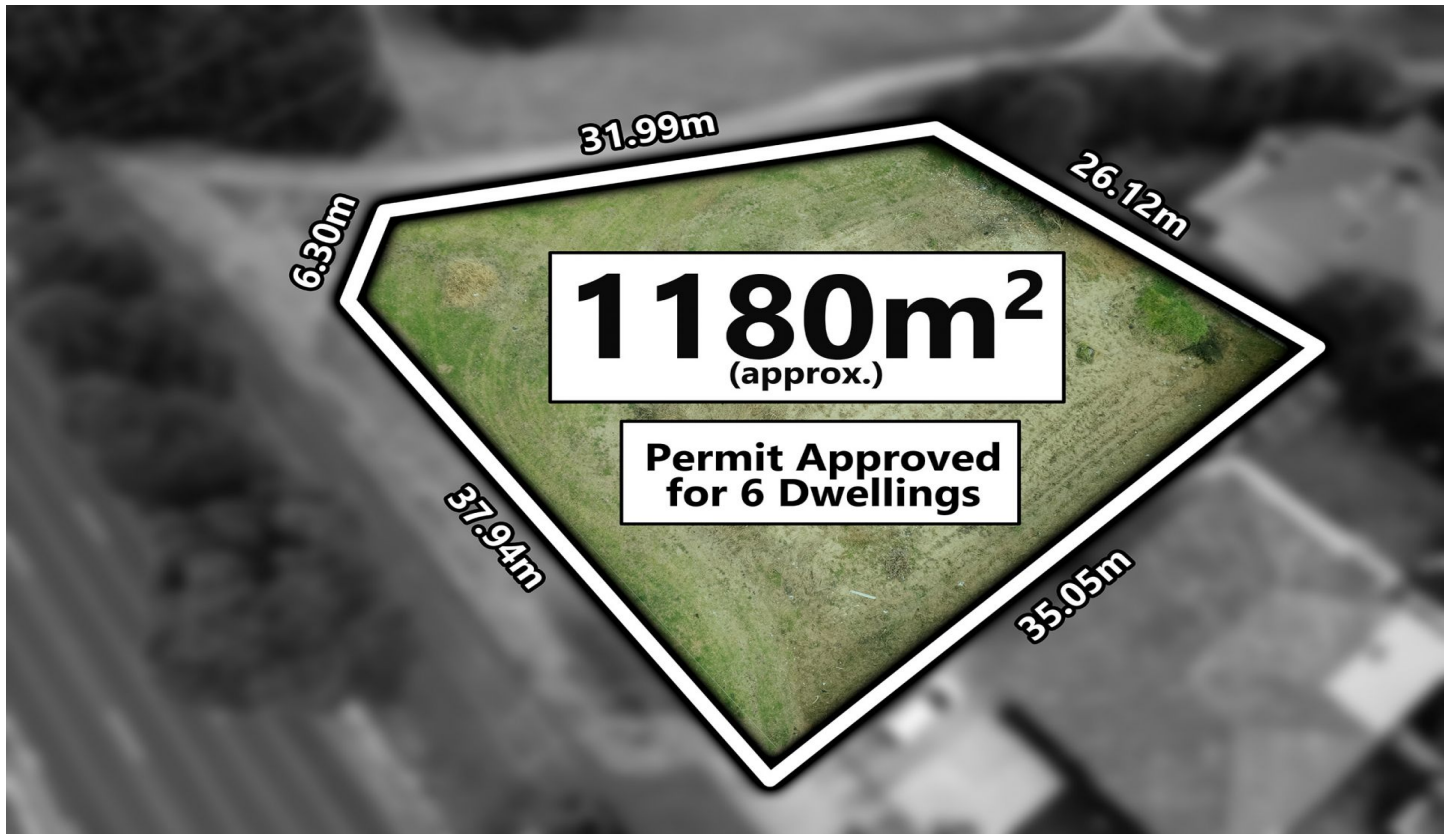 31.99m
26.12m
6.30m
1180m²
(approx.)
Permit Approved
for 6 Dwellings
37.94m
35.05m